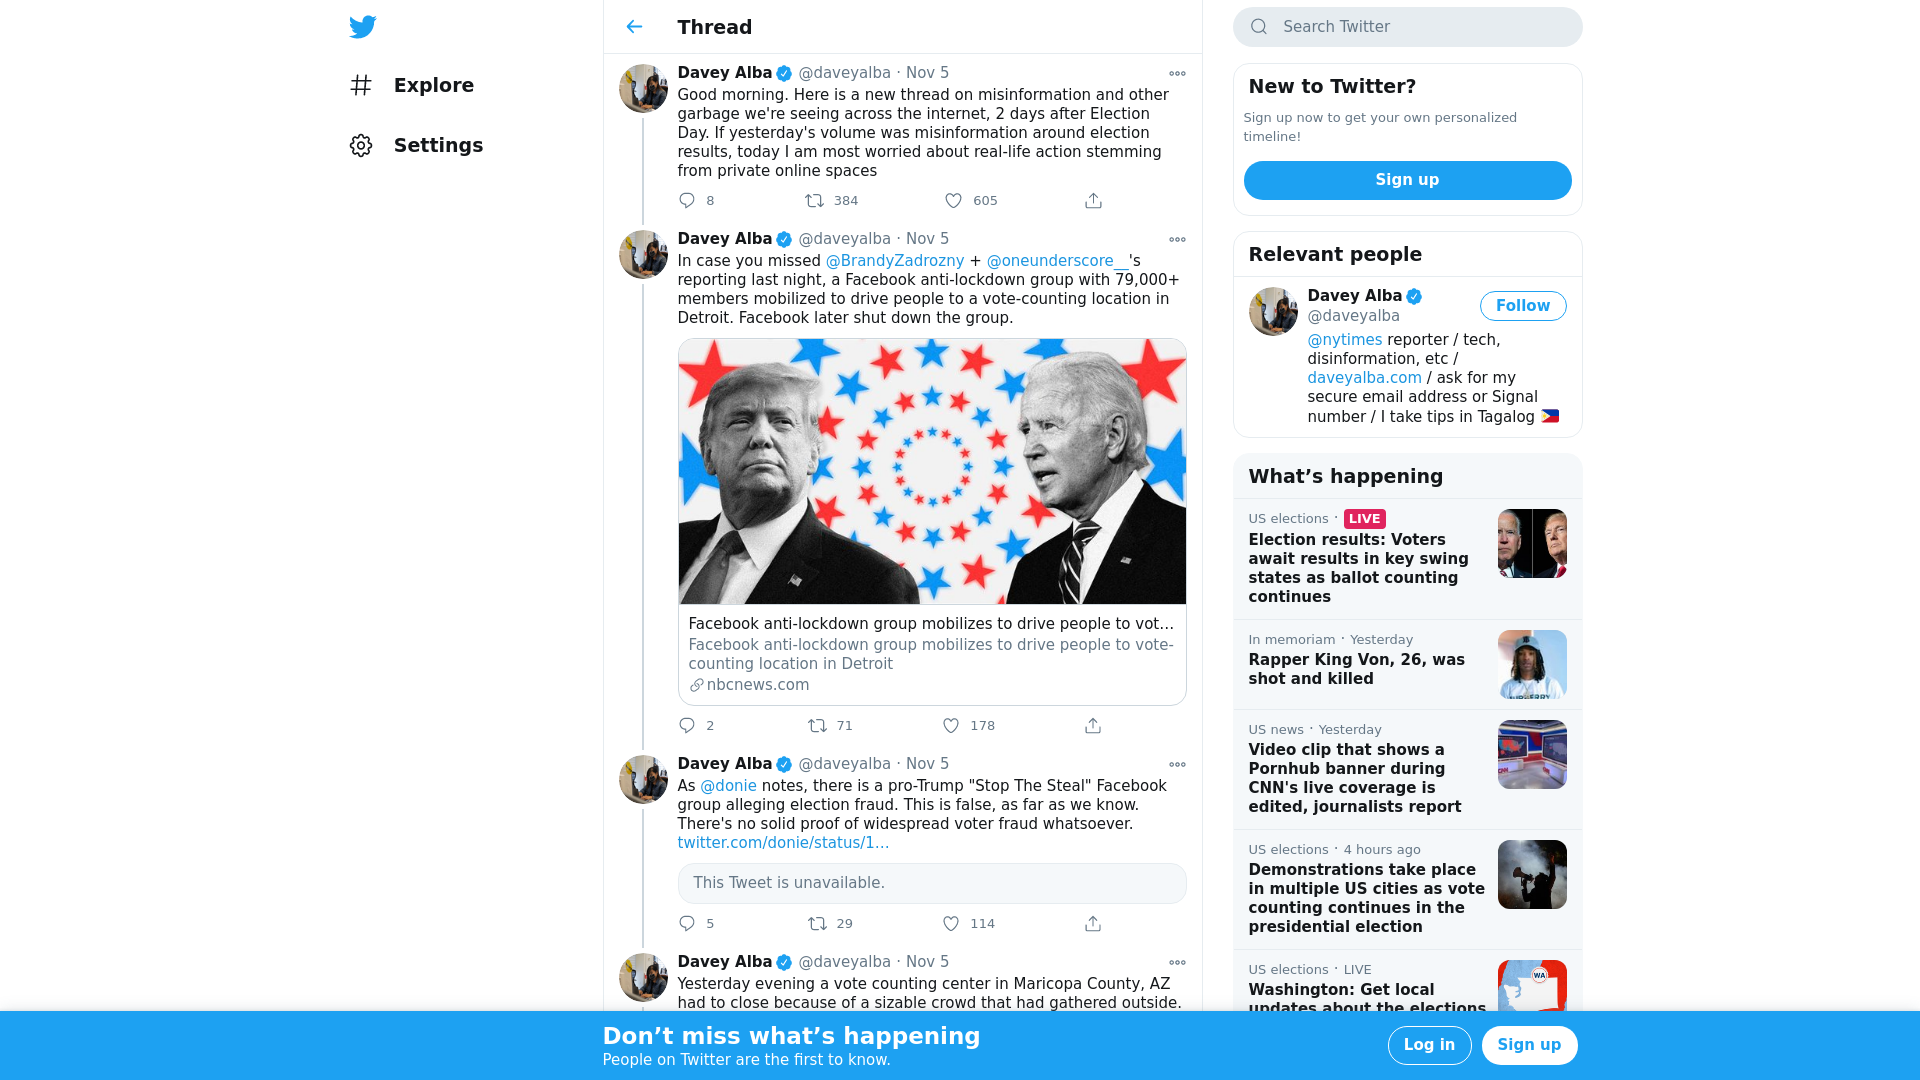 Explore
Settings
Thread
Davey Alba @daveyalba · Nov 5
Good morning. Here is a new thread on misinformation and other
garbage we're seeing across the internet, 2 days after Election
Day. If yesterday's volume was misinformation around election
results, today I am most worried about real-life action stemming
from private online spaces
8 384 605
Davey Alba @daveyalba · Nov 5
In case you missed @BrandyZadrozny + @oneunderscore__'s
reporting last night, a Facebook anti-lockdown group with 79,000+
members mobilized to drive people to a vote-counting location in
Detroit. Facebook later shut down the group.
Facebook anti-lockdown group mobilizes to drive people to vot…
Facebook anti-lockdown group mobilizes to drive people to vote-
counting location in Detroit
nbcnews.com
2 71 178
Davey Alba @daveyalba · Nov 5
As @donie notes, there is a pro-Trump "Stop The Steal" Facebook
group alleging election fraud. This is false, as far as we know.
There's no solid proof of widespread voter fraud whatsoever.
twitter.com/donie/status/1…
This Tweet is unavailable.
5 29 114
Davey Alba @daveyalba · Nov 5
Yesterday evening a vote counting center in Maricopa County, AZ
had to close because of a sizable crowd that had gathered outside.
Search Twitter
New to Twitter?
Sign up now to get your own personalized
timeline!
Sign up
Relevant people
Davey Alba
@daveyalba
Follow
@nytimes reporter / tech,
disinformation, etc /
daveyalba.com / ask for my
secure email address or Signal
number / I take tips in Tagalog
What's happening
US elections · LIVE
Election results: Voters
await results in key swing
states as ballot counting
continues
In memoriam · Yesterday
Rapper King Von, 26, was
shot and killed
US news · Yesterday
Video clip that shows a
Pornhub banner during
CNN's live coverage is
edited, journalists report
US elections · 4 hours ago
Demonstrations take place
in multiple US cities as vote
counting continues in the
presidential election
US elections · LIVE
Washington: Get local
updates about the elections
WA
Don’t miss what’s happening
People on Twitter are the first to know.
Log in
Sign up